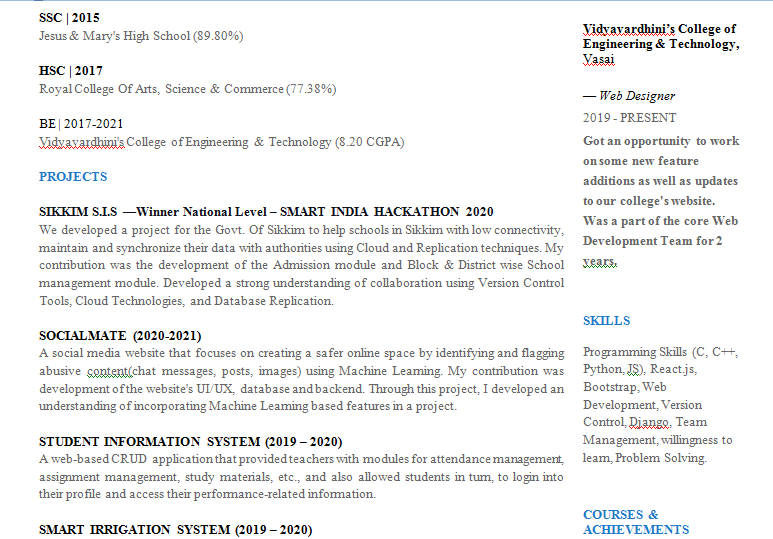 SSC | 2015
Jesus & Mary's High School (89.80%)
HSC | 2017
Royal College Of Arts, Science & Commerce (77.38%)
BE | 2017-2021
Vidyavardhini's College of Engineering & Technology (8.20 CGPA)
PROJECTS
SIKKIM S.I.S —Winner National Level – SMART INDIA HACKATHON 2020
We developed a project for the Govt. Of Sikkim to help schools in Sikkim with low connectivity,
maintain and synchronize their data with authorities using Cloud and Replication techniques. My
contribution was the development of the Admission module and Block & District wise School
management module. Developed a strong understanding of collaboration using Version Control
Tools, Cloud Technologies, and Database Replication.
SOCIALMATE (2020-2021)
A social media website that focuses on creating a safer online space by identifying and flagging
abusive content(chat messages, posts, images) using Machine Learning. My contribution was
development of the website's UI/UX, database and backend. Through this project, I developed an
understanding of incorporating Machine Learning based features in a project.
STUDENT INFORMATION SYSTEM (2019 – 2020)
A web-based CRUD application that provided teachers with modules for attendance management,
assignment management, study materials, etc., and also allowed students in turn, to login into
their profile and access their performance-related information.
SMART IRRIGATION SYSTEM (2019 – 2020)
Vidyavardhini's College of
Engineering & Technology,
Vasai
— Web Designer
2019 - PRESENT
Got an opportunity to work
on some new feature
additions as well as updates
to our college's website.
Was a part of the core Web
Development Team for 2
years.
SKILLS
Programming Skills (C, C++,
Python, JS), React.js,
Bootstrap, Web
Development, Version
Control, Django, Team
Management, willingness to
learn, Problem Solving.
COURSES &
ACHIEVEMENTS